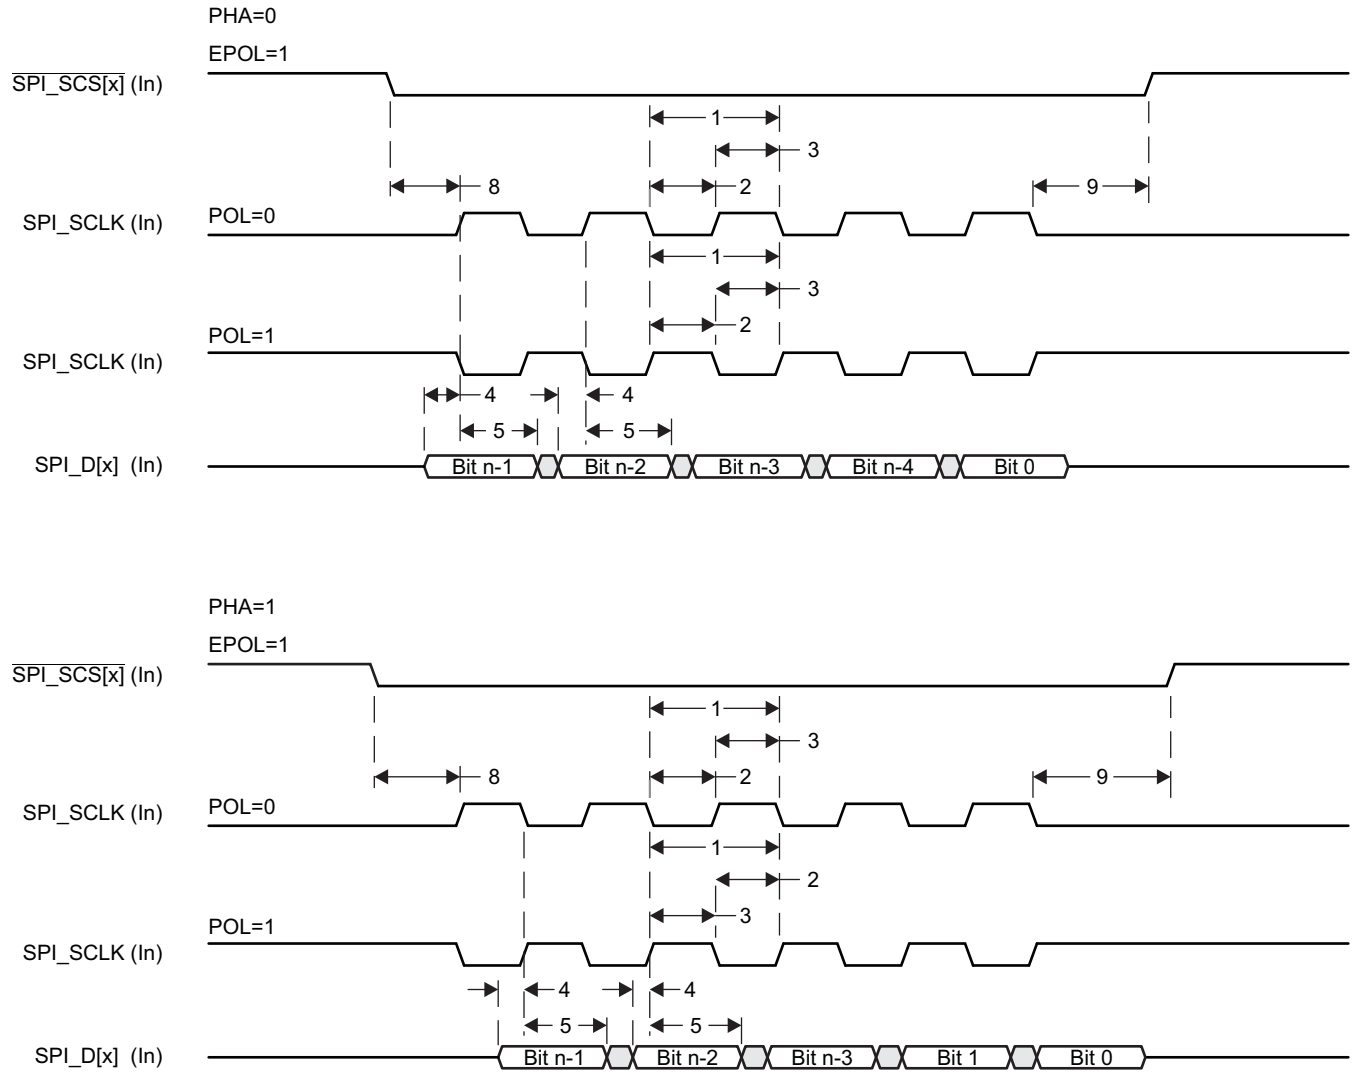 PHA=0
EPOL=1
SPI_SCS[x] (In)
1
3
8
2
9
POL=0
SPI_SCLK (In)
1
3
2
POL=1
SPI_SCLK (In)
4
4
5
5
SPI_D[x] (In)
Bit n-1
Bit n-2
Bit n-3
Bit n-4
Bit 0
PHA=1
EPOL=1
SPI_SCS[x] (In)
1
3
8
2
9
POL=0
SPI_SCLK (In)
1
2
3
POL=1
SPI_SCLK (In)
4
4
5
5
SPI_D[x] (In)
Bit n-1
Bit n-2
Bit n-3
Bit 1
Bit 0